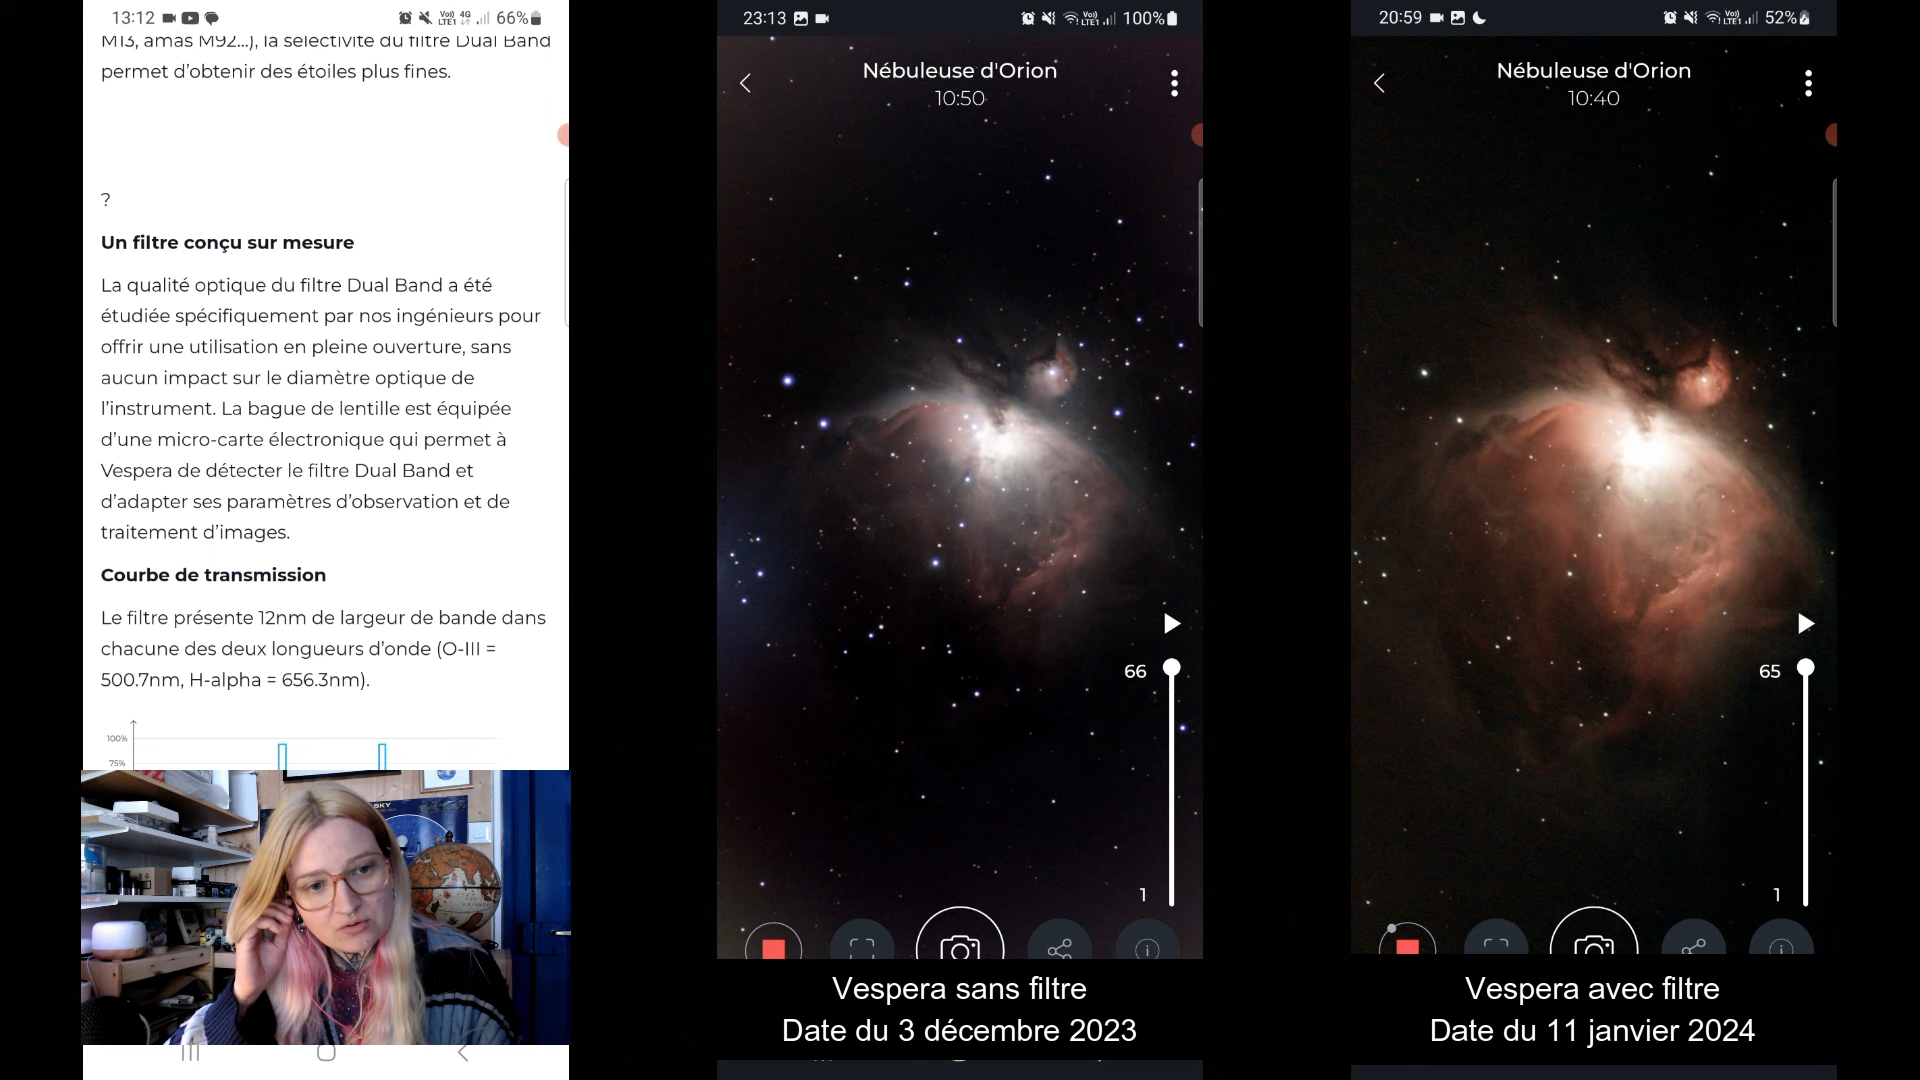 13:12
66%
M13, amas M92...), la sélectivité du filtre Dual Band
permet d'obtenir des étoiles plus fines.
?
Un filtre conçu sur mesure
La qualité optique du filtre Dual Band a été
étudiée spécifiquement par nos ingénieurs pour
offrir une utilisation en pleine ouverture, sans
aucun impact sur le diamètre optique de
l'instrument. La bague de lentille est équipée
d'une micro-carte électronique qui permet à
Vespera de détecter le filtre Dual Band et
d'adapter ses paramètres d'observation et de
traitement d'images.
Courbe de transmission
Le filtre présente 12nm de largeur de bande dans
chacune des deux longueurs d'onde (O-III =
500.7nm, H-alpha = 656.3nm).
100%
75%
SKY
23:13
100%
Nébuleuse d'Orion
10:50
66
1
Vespera sans filtre
Date du 3 décembre 2023
20:59
52%
Nébuleuse d'Orion
10:40
65
1
Vespera avec filtre
Date du 11 janvier 2024